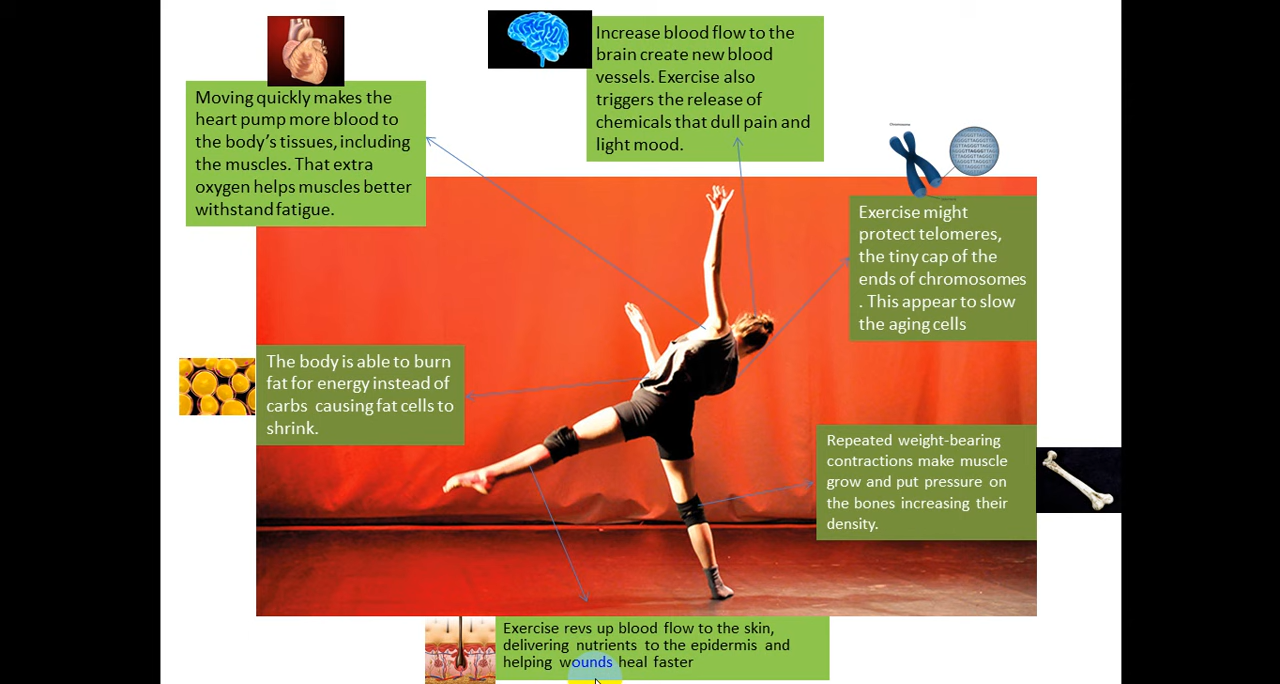 Moving quickly makes the
heart pump more blood to
the body's tissues, including
the muscles. That extra
oxygen helps muscles better
withstand fatigue.
Increase blood flow to the
brain create new blood
vessels. Exercise also
triggers the release of
chemicals that dull pain and
light mood.
Exercise might
protect telomeres,
the tiny cap of the
ends of chromosomes
. This appear to slow
the aging cells
The body is able to burn
fat for energy instead of
carbs causing fat cells to
shrink.
Repeated weight-bearing
contractions make muscle
grow and put pressure on
the bones increasing their
density.
Exercise revs up blood flow to the skin,
delivering nutrients to the epidermis and
helping wounds heal faster